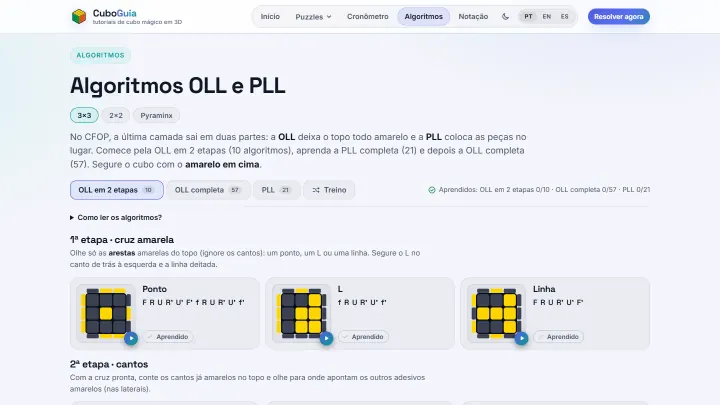 CuboGuia
tutoriais de cubo mágico em 3D
Início
Puzzles
Cronômetro
Algoritmos
Notação
PT
EN
ES
Resolver agora
ALGORITMOS
Algoritmos OLL e PLL
3×3
2×2
Pyraminx
No CFOP, a última camada sai em duas partes: a OLL deixa o topo todo amarelo e a PLL coloca as peças no
lugar. Comece pela OLL em 2 etapas (10 algoritmos), aprenda a PLL completa (21) e depois a OLL completa
(57). Segure o cubo com o amarelo em cima.
OLL em 2 etapas 10
OLL completa 57
PLL 21
Treino
Aprendidos: OLL em 2 etapas 0/10 · OLL completa 0/57 · PLL 0/21
Como ler os algoritmos?
1ª etapa · cruz amarela
Olhe só as arestas amarelas do topo (ignore os cantos): um ponto, um L ou uma linha. Segure o L no
canto de trás à esquerda e a linha deitada.
Ponto
F R U R' U' F' f R U R' U' f'
Aprendido
L
f R U R' U' f'
Aprendido
Linha
F R U R' U' F'
Aprendido
2ª etapa · cantos
Com a cruz pronta, conte os cantos já amarelos no topo e olhe para onde apontam os outros adesivos
amarelos (nas laterais).